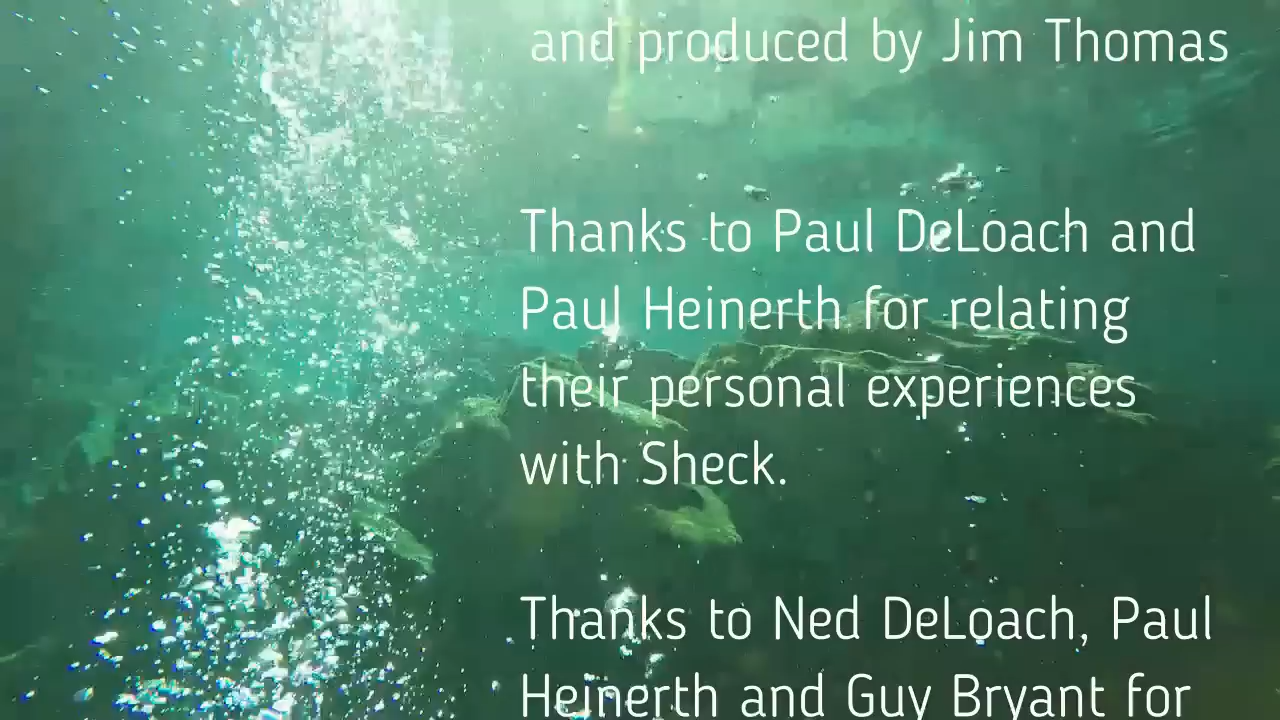 and produced by Jim Thomas
Thanks to Paul DeLoach and
Paul Heinerth for relating
their personal experiences
with Sheck.
Thanks to Ned DeLoach, Paul
Heinerth and Guy Bryant for